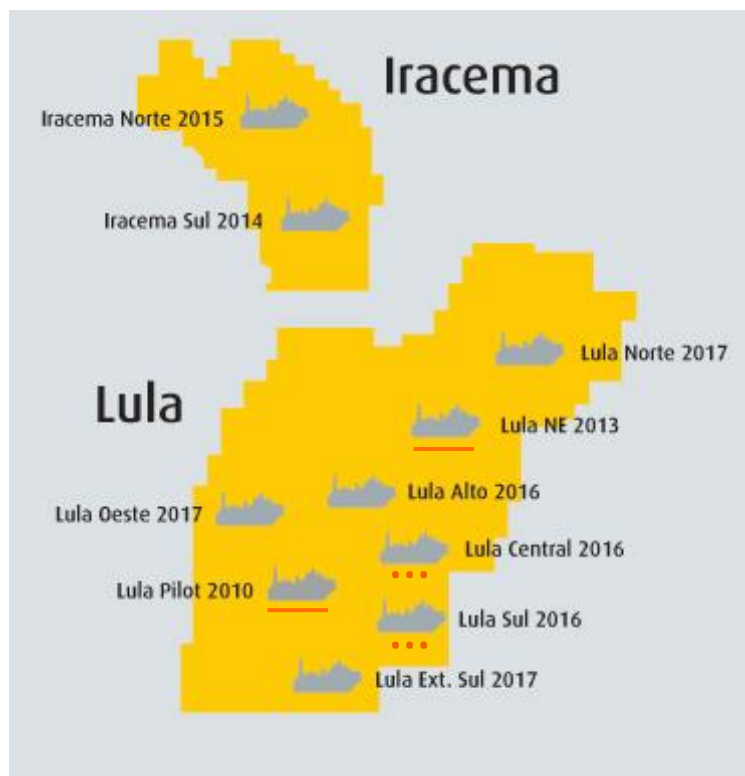 Iracema
Iracema Norte 2015
Iracema Sul 2014
Lula Norte 2017
Lula
Lula NE 2013
Lula Alto 2016
Lula Oeste 2017
Lula Central 2016
Lula Pilot 2010
Lula Sul 2016
Lula Ext. Sul 2017